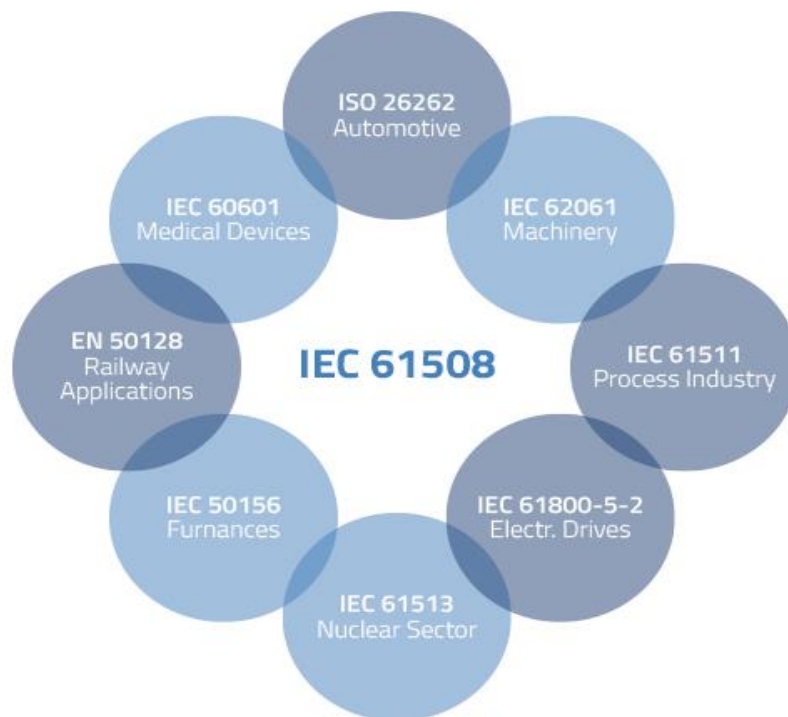 ISO 26262
Automotive
IEC 60601
Medical Devices
IEC 62061
Machinery
EN 50128
Railway
Applications
IEC 61508
IEC 61511
Process Industry
IEC 50156
Furnances
IEC 61800-5-2
Electr. Drives
IEC 61513
Nuclear Sector